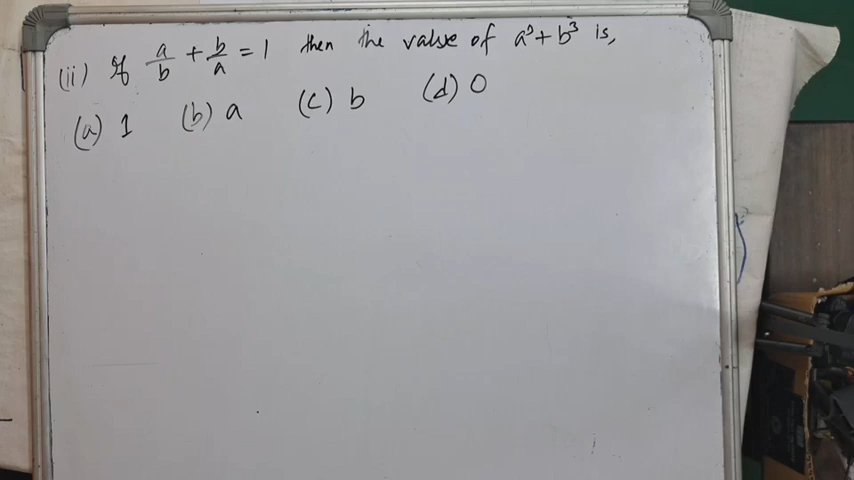 (ii) If a/b + b/a = 1 then the value of a³ + b³ is,
(a) 1 (b) a (c) b (d) 0